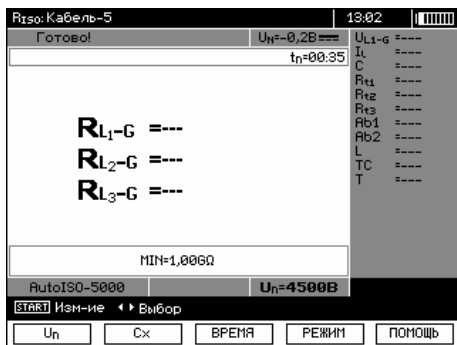 RISO: Кабель-5 13:02
Готово! UN=-0,2В
tn=00:35
RL1-G =---
RL2-G =---
RL3-G =---
MIN=1,00GΩ
UL1-G =---
IL =---
C =---
Rt1 =---
Rt2 =---
Rt3 =---
Ab1 =---
Ab2 =---
L =---
TC =---
T =---
AutoISO-5000 Un=4500В
START Изм-ие Выбор
Un Cx ВРЕМЯ РЕЖИМ ПОМОЩЬ